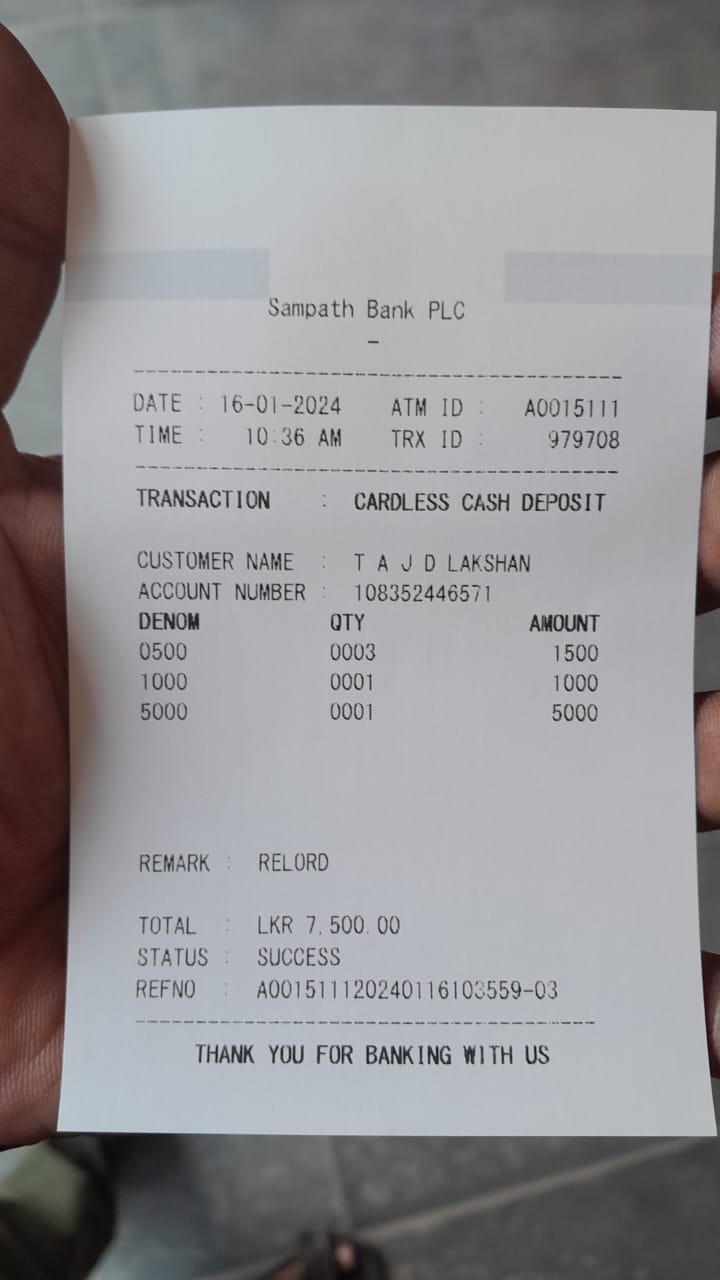 Sampath Bank PLC
-
DATE : 16-01-2024 ATM ID : A0015111
TIME : 10:36 AM TRX ID : 979708
TRANSACTION : CARDLESS CASH DEPOSIT
CUSTOMER NAME : T A J D LAKSHAN
ACCOUNT NUMBER : 108352446571
DENOM QTY AMOUNT
0500 0003 1500
1000 0001 1000
5000 0001 5000
REMARK : RELORD
TOTAL : LKR 7,500.00
STATUS : SUCCESS
REFNO : A001511120240116103559-03
THANK YOU FOR BANKING WITH US